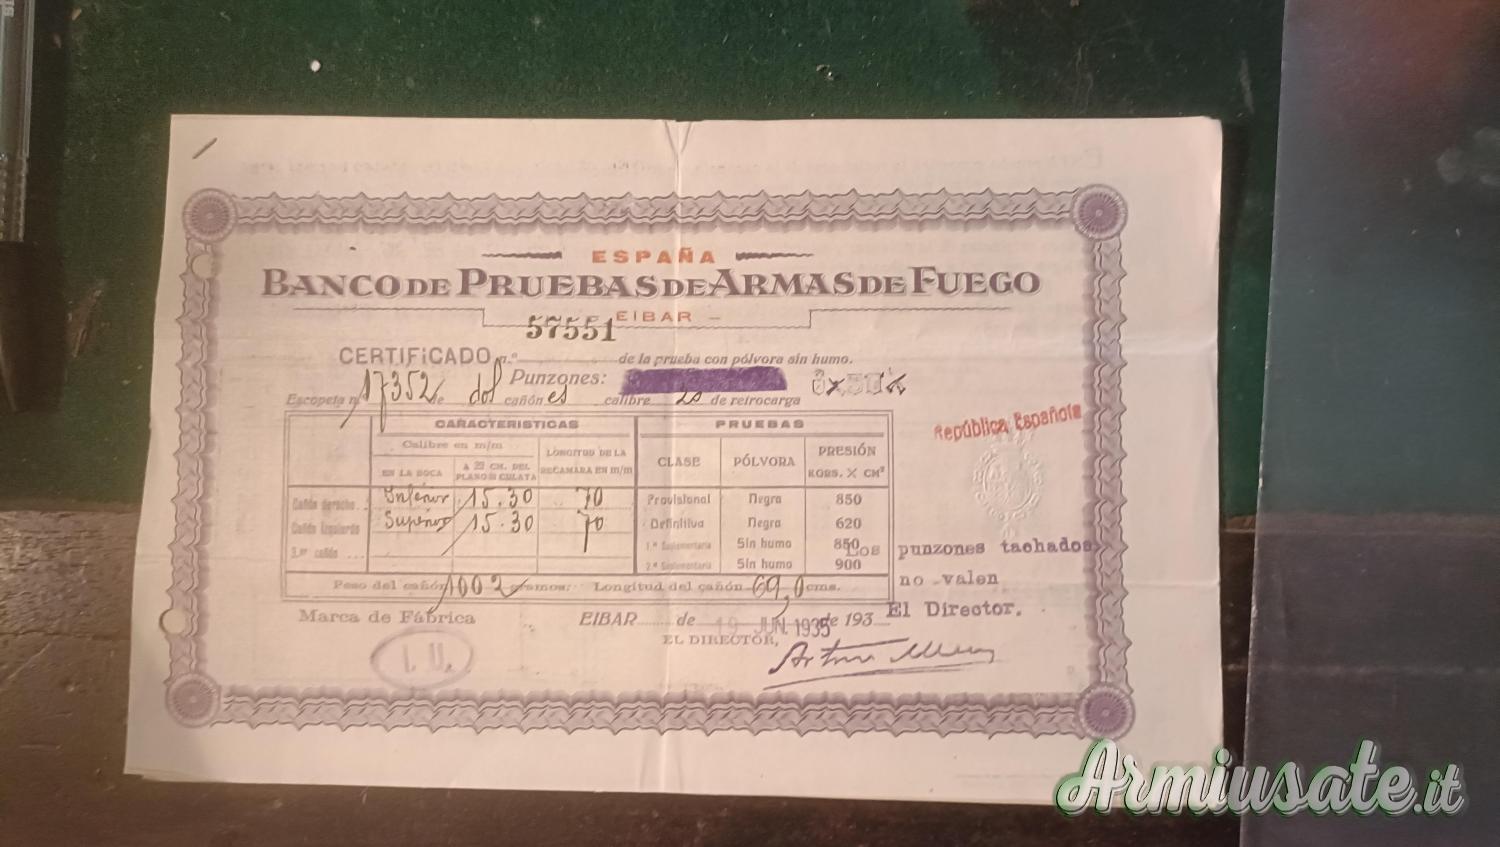 ESPAÑA
BANCO DE PRUEBAS DE ARMAS DE FUEGO
EIBAR
57551
CERTIFICADO n.º de la prueba con pólvora sin humo.
Punzones:
Escopeta n.º 17352 de dos cañones calibre 20 de retrocarga
República Española
CARACTERISTICAS PRUEBAS
Calibre en m/m LONGITUD DE LA RECAMARA EN m/m CLASE PÓLVORA PRESIÓN KGRS. X CM²
EN LA BOCA A 22 CM. DEL PLANO DE CULATA
Cañón derecho Inferior 15.30 70 Provisional Negra 850
Cañón izquierdo Superior 15.30 70 Definitiva Negra 620
3.er cañón 1.ª Suplementaria Sin humo 850
2.ª Suplementaria Sin humo 900
Los punzones tachados
no valen
El Director.
Peso del cañón 1002 gramos: Longitud del cañón 69,0 cms.
Marca de Fábrica EIBAR de 19 JUN. 1935 de 193
EL DIRECTOR,
I.U.
Armiusate.it